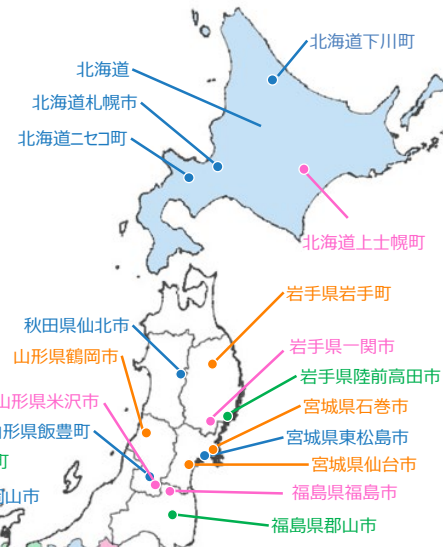 北海道下川町
北海道
北海道札幌市
北海道ニセコ町
北海道上士幌町
岩手県岩手町
秋田県仙北市
岩手県一関市
山形県鶴岡市
岩手県陸前高田市
山形県米沢市
宮城県石巻市
山形県飯豊町
宮城県東松島市
町
宮城県仙台市
福島県福島市
岡山市
福島県郡山市